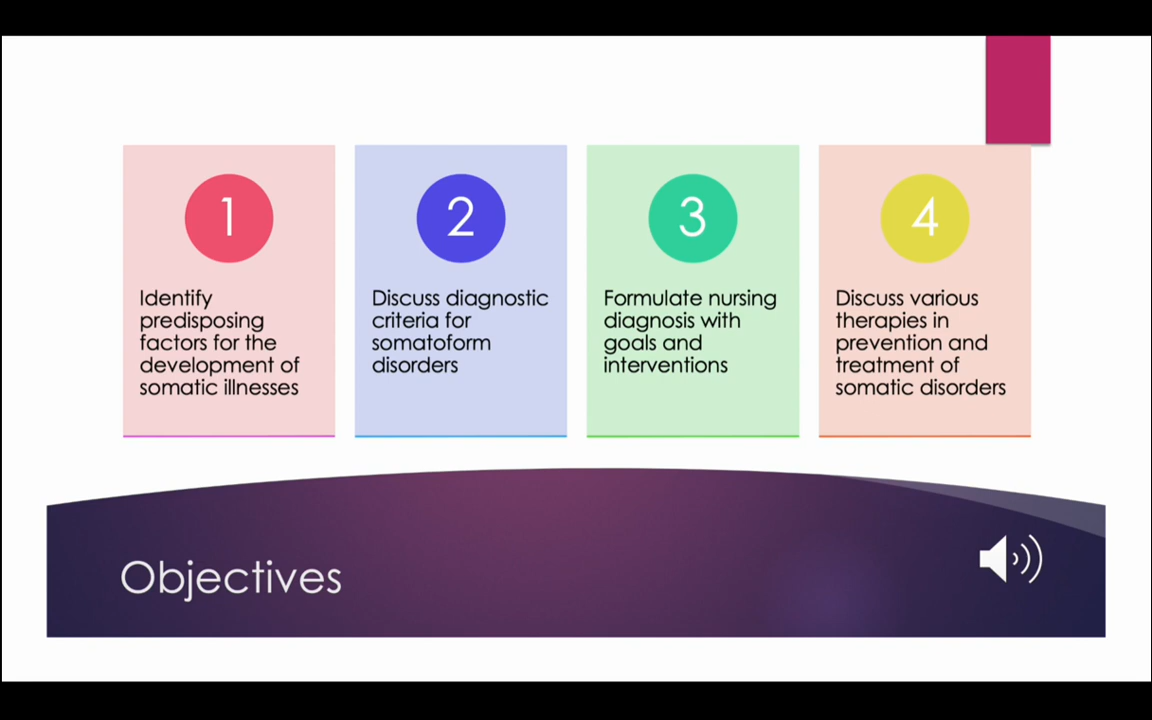 1
Identify
predisposing
factors for the
development of
somatic illnesses
2
Discuss diagnostic
criteria for
somatoform
disorders
3
Formulate nursing
diagnosis with
goals and
interventions
4
Discuss various
therapies in
prevention and
treatment of
somatic disorders
Objectives